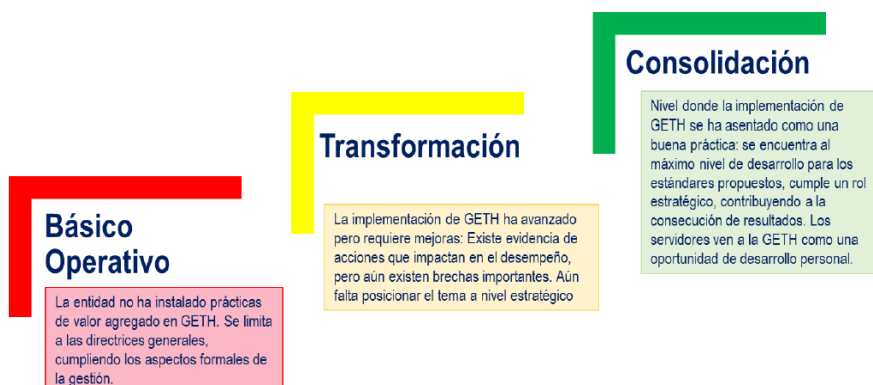 Básico
Operativo
La entidad no ha instalado prácticas
de valor agregado en GETH. Se limita
a las directrices generales,
cumpliendo los aspectos formales de
la gestión.
Transformación
La implementación de GETH ha avanzado
pero requiere mejoras: Existe evidencia de
acciones que impactan en el desempeño,
pero aún existen brechas importantes. Aún
falta posicionar el tema a nivel estratégico
Consolidación
Nivel donde la implementación de
GETH se ha asentado como una
buena práctica: se encuentra al
máximo nivel de desarrollo para los
estándares propuestos, cumple un rol
estratégico, contribuyendo a la
consecución de resultados. Los
servidores ven a la GETH como una
oportunidad de desarrollo personal.